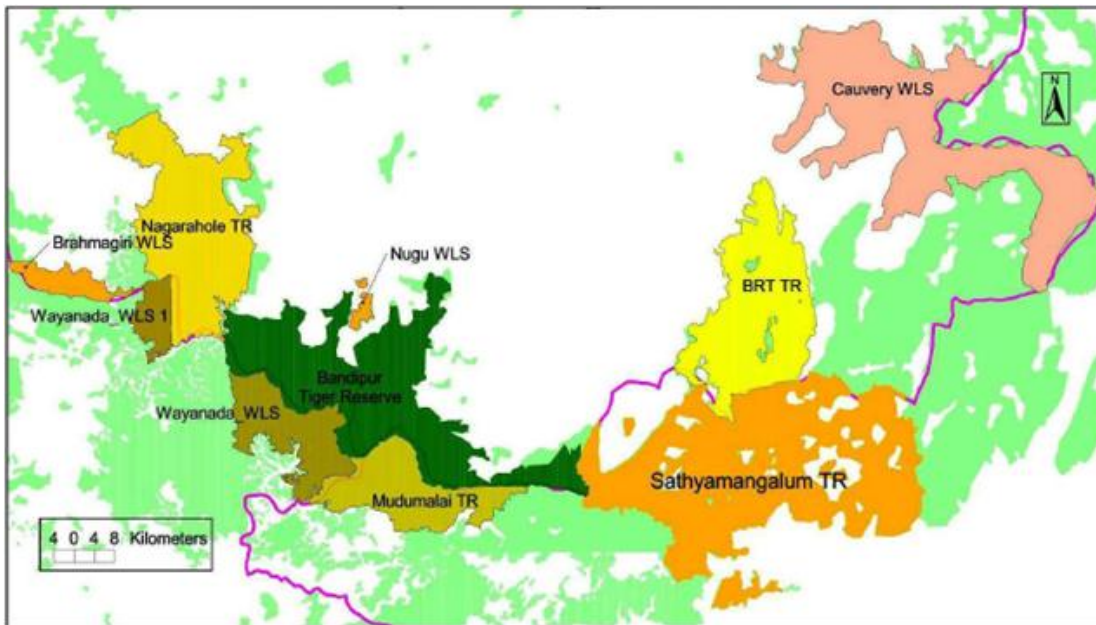 Cauvery WLS
N
Nagarahole TR
Brahmagiri WLS
Nugu WLS
BRT TR
Wayanada_WLS 1
Bandipur
Tiger Reserve
Wayanada_WLS
Sathyamangalum TR
Mudumalai TR
4 0 4 8 Kilometers